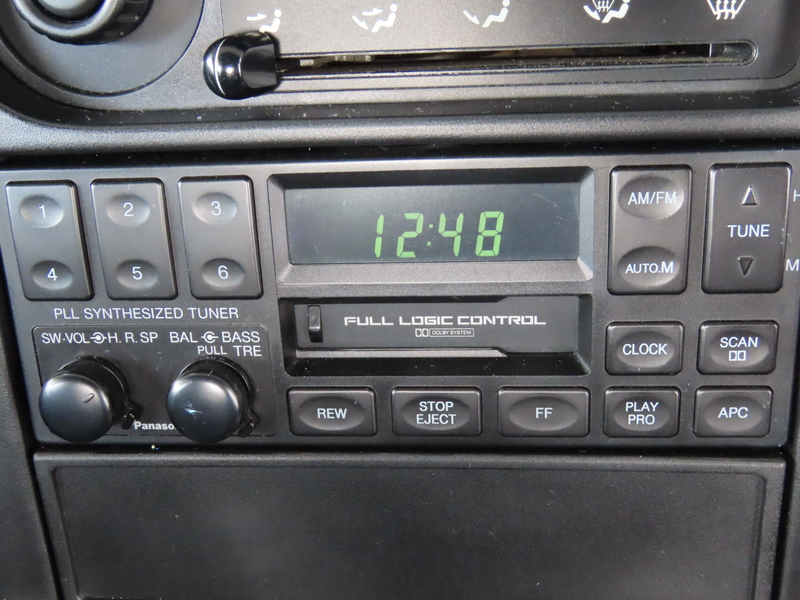 1 2 3
4 5 6
12:48
AM/FM
AUTO.M
TUNE
H
M
PLL SYNTHESIZED TUNER
FULL LOGIC CONTROL
DOLBY SYSTEM
SW·VOL H.R.SP
BAL BASS
PULL TRE
CLOCK
SCAN
REW
STOP
EJECT
FF
PLAY
PRO
APC